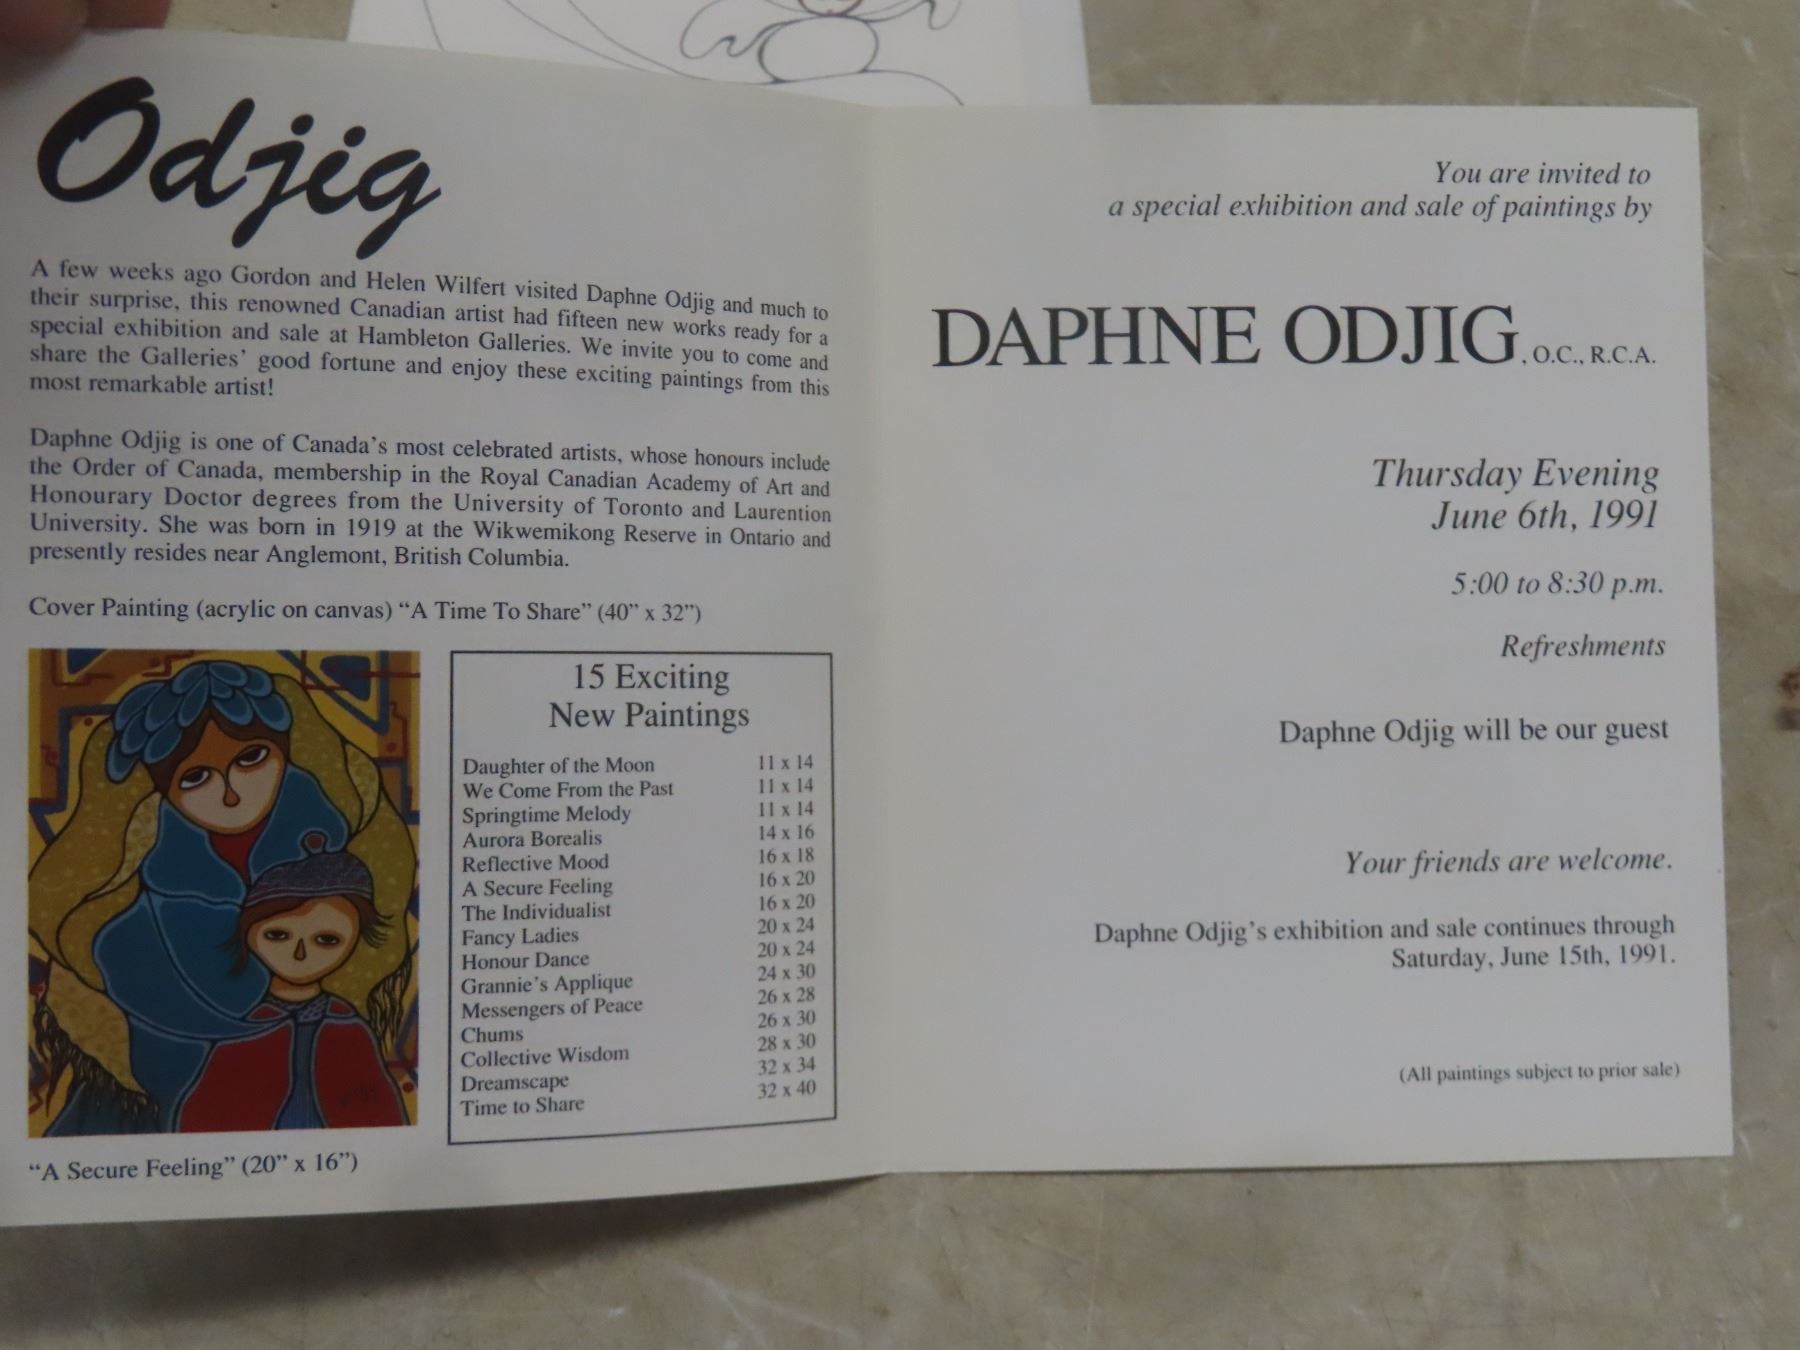 Odjig
A few weeks ago Gordon and Helen Wilfert visited Daphne Odjig and much to
their surprise, this renowned Canadian artist had fifteen new works ready for a
special exhibition and sale at Hambleton Galleries. We invite you to come and
share the Galleries' good fortune and enjoy these exciting paintings from this
most remarkable artist!
Daphne Odjig is one of Canada's most celebrated artists, whose honours include
the Order of Canada, membership in the Royal Canadian Academy of Art and
Honourary Doctor degrees from the University of Toronto and Laurention
University. She was born in 1919 at the Wikwemikong Reserve in Ontario and
presently resides near Anglemont, British Columbia.
Cover Painting (acrylic on canvas) “A Time To Share” (40” x 32”)
“A Secure Feeling” (20” x 16”)
15 Exciting
New Paintings
Daughter of the Moon 11 x 14
We Come From the Past 11 x 14
Springtime Melody 11 x 14
Aurora Borealis 14 x 16
Reflective Mood 16 x 18
A Secure Feeling 16 x 20
The Individualist 16 x 20
Fancy Ladies 20 x 24
Honour Dance 20 x 24
Grannie's Applique 24 x 30
Messengers of Peace 26 x 28
Chums 26 x 30
Collective Wisdom 28 x 30
Dreamscape 32 x 34
Time to Share 32 x 40
You are invited to
a special exhibition and sale of paintings by
DAPHNE ODJIG, O.C., R.C.A.
Thursday Evening
June 6th, 1991
5:00 to 8:30 p.m.
Refreshments
Daphne Odjig will be our guest
Your friends are welcome.
Daphne Odjig's exhibition and sale continues through
Saturday, June 15th, 1991.
(All paintings subject to prior sale)